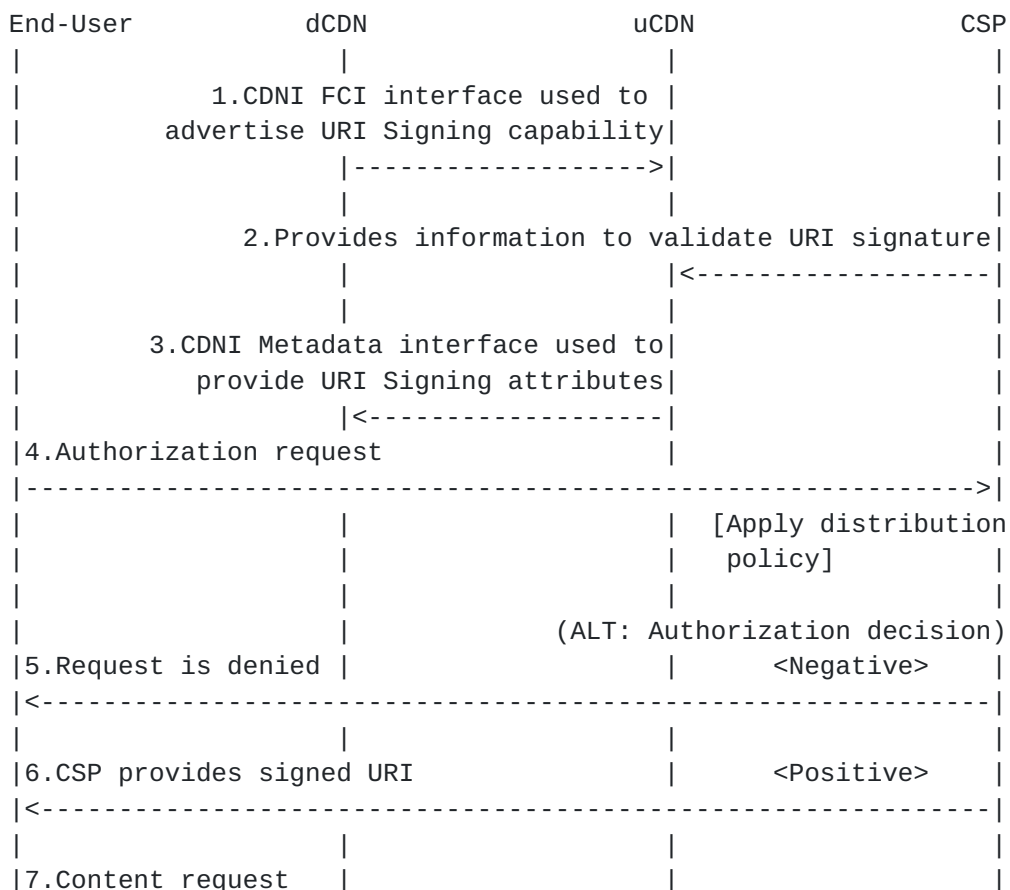 End-User           dCDN                 uCDN                 CSP
|                    |                    |                    |
|            1.CDNI FCI interface used to |                    |
|         advertise URI Signing capability|                    |
|                    |------------------->|                    |
|                    |                    |                    |
|              2.Provides information to validate URI signature|
|                    |                    |<-------------------|
|                    |                    |                    |
|        3.CDNI Metadata interface used to|                    |
|           provide URI Signing attributes|                    |
|                    |<-------------------|                    |
|4.Authorization request                  |                    |
|------------------------------------------------------------->|
|                    |                    |  [Apply distribution
|                    |                    |   policy]          |
|                    |                    |                    |
|                    |             (ALT: Authorization decision)
|5.Request is denied |                    |      <Negative>    |
|<-------------------------------------------------------------|
|                    |                    |                    |
|6.CSP provides signed URI                |      <Positive>    |
|<-------------------------------------------------------------|
|                    |                    |                    |
|7.Content request   |                    |                    |